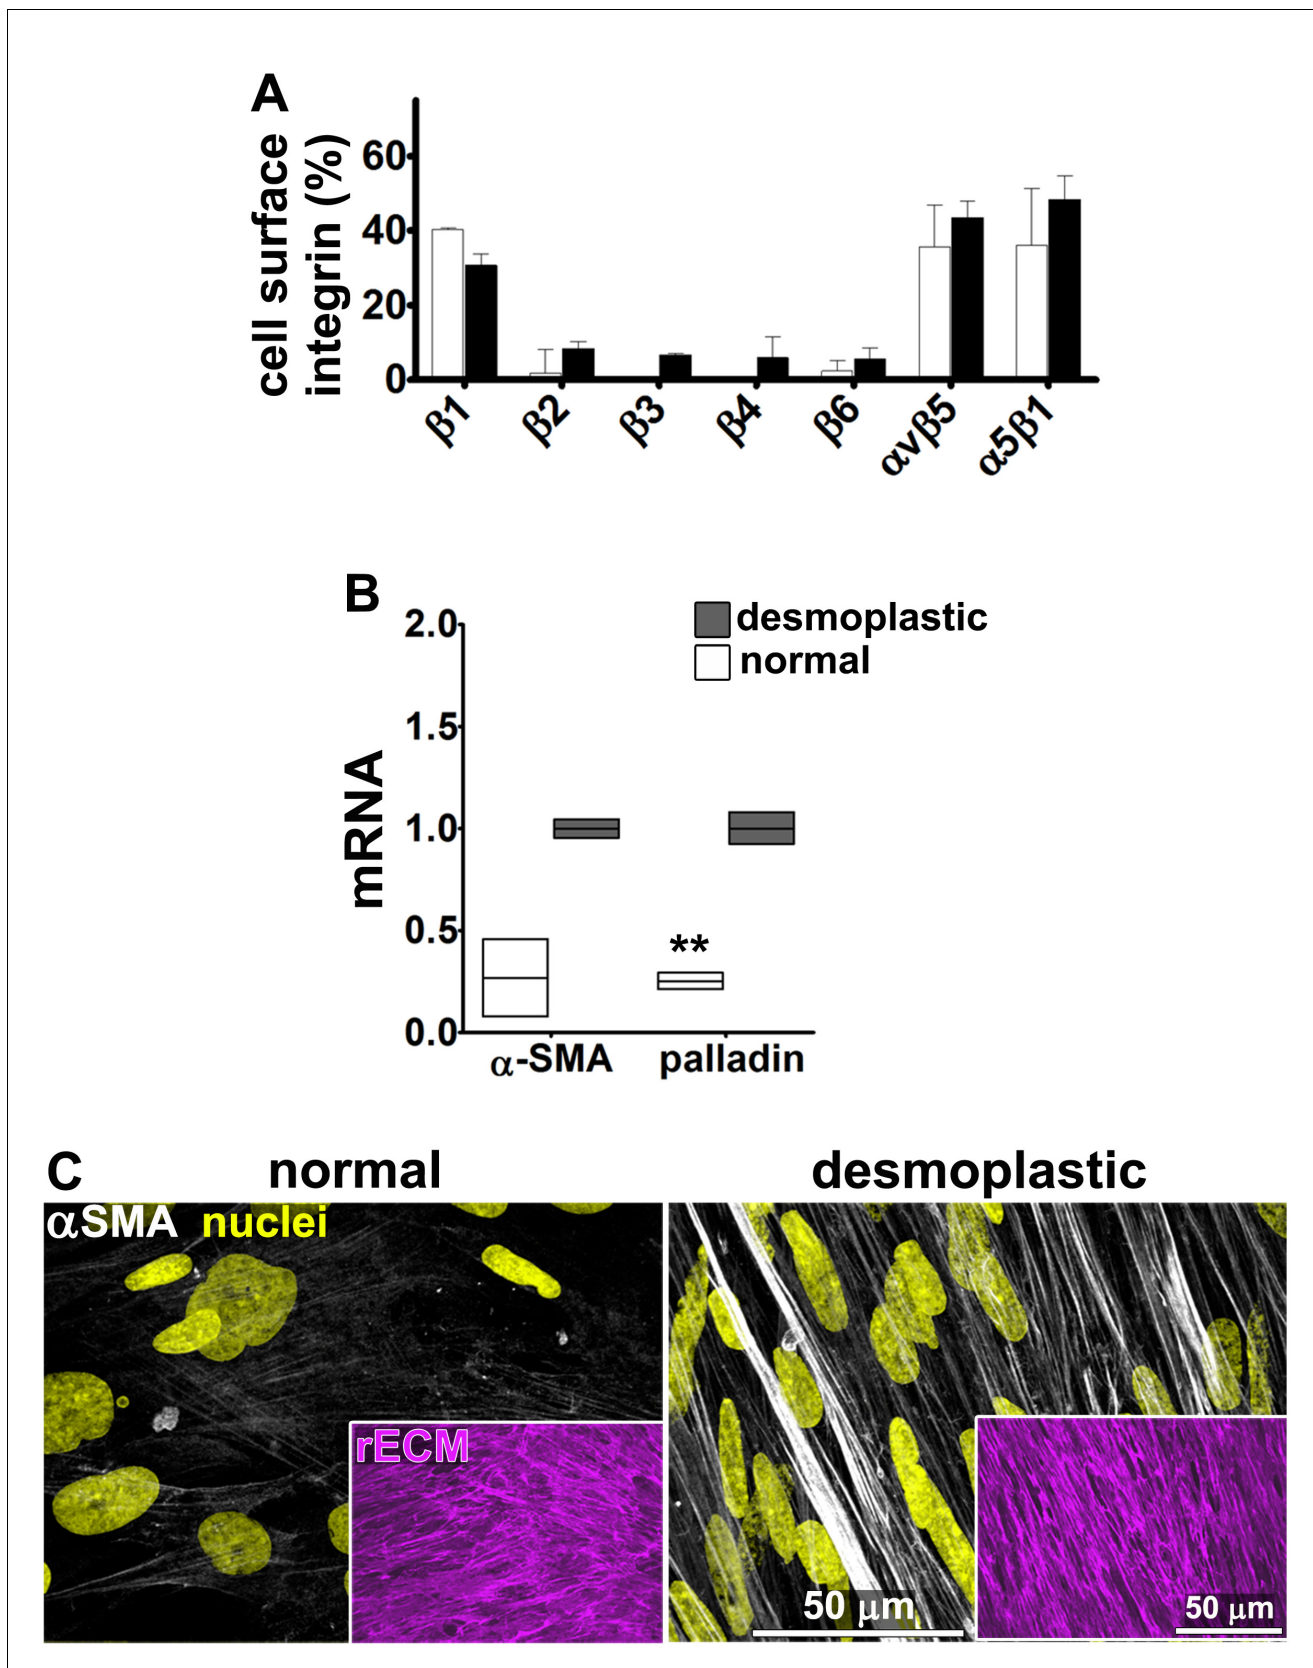 A
cell surface
integrin (%)
60
40
20
0
β1
β2
β3
β4
β6
αvβ5
α5β1
B
desmoplastic
normal
mRNA
2.0
1.5
1.0
0.5
0.0
**
α-SMA
palladin
C
normal
desmoplastic
αSMA nuclei
rECM
50 μm
50 μm